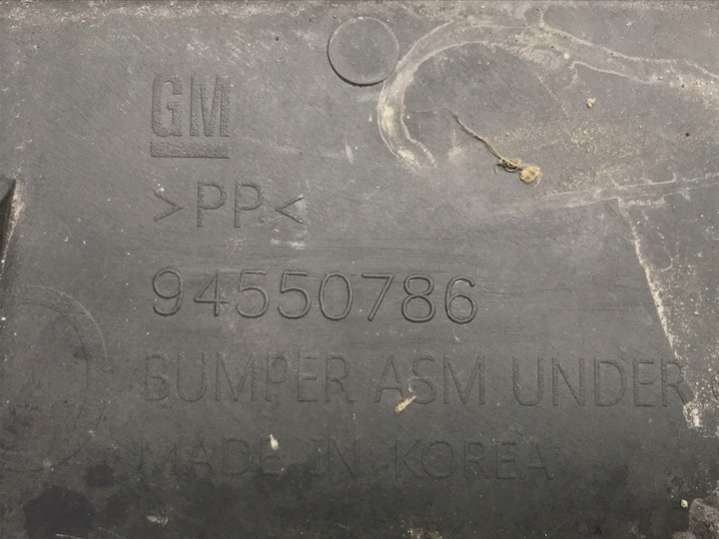 GM
>PP<
94550786
BUMPER ASM UNDER
MADE IN KOREA